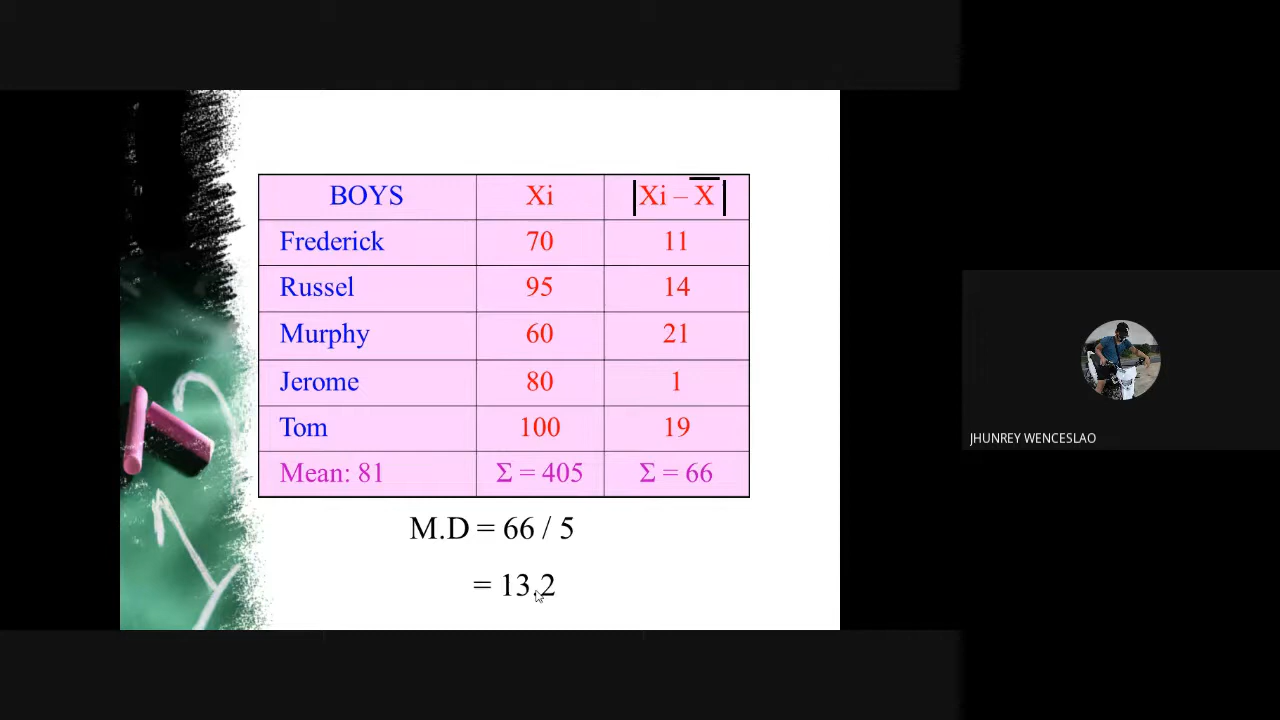 BOYS Xi |Xi – X̅|
Frederick 70 11
Russel 95 14
Murphy 60 21
Jerome 80 1
Tom 100 19
Mean: 81 Σ = 405 Σ = 66
M.D = 66 / 5
= 13.2
JHUNREY WENCESLAO